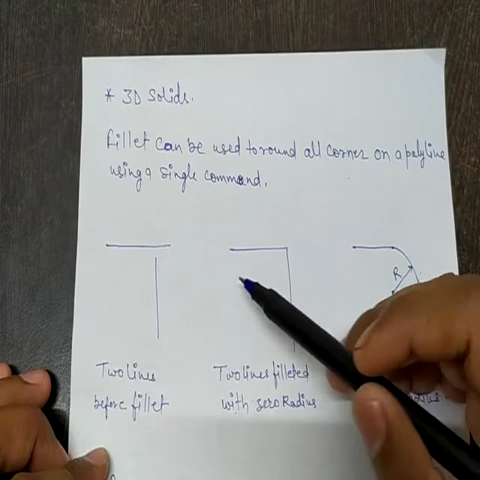 * 3D Solids.
Fillet can be used to round all corner on a polyline
using a single command.
R
Two lines
before fillet
Two lines filleted
with zero Radius